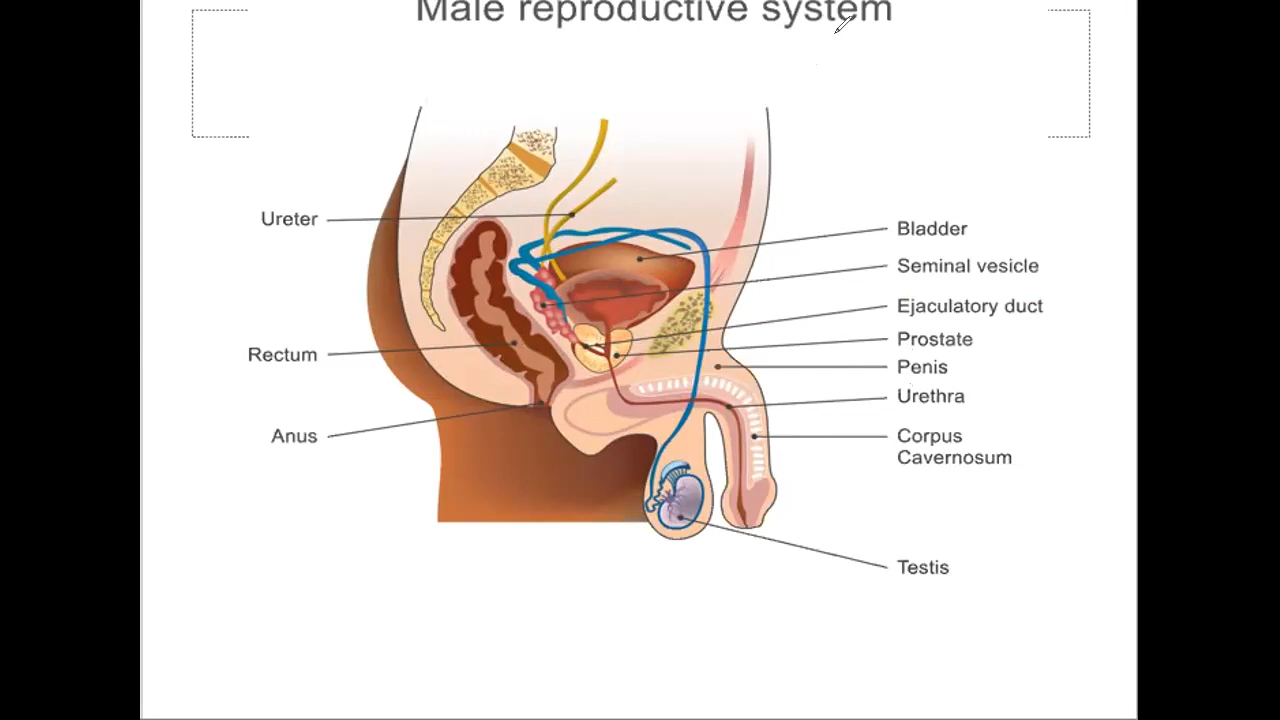 Male reproductive system
Ureter
Rectum
Anus
Bladder
Seminal vesicle
Ejaculatory duct
Prostate
Penis
Urethra
Corpus
Cavernosum
Testis